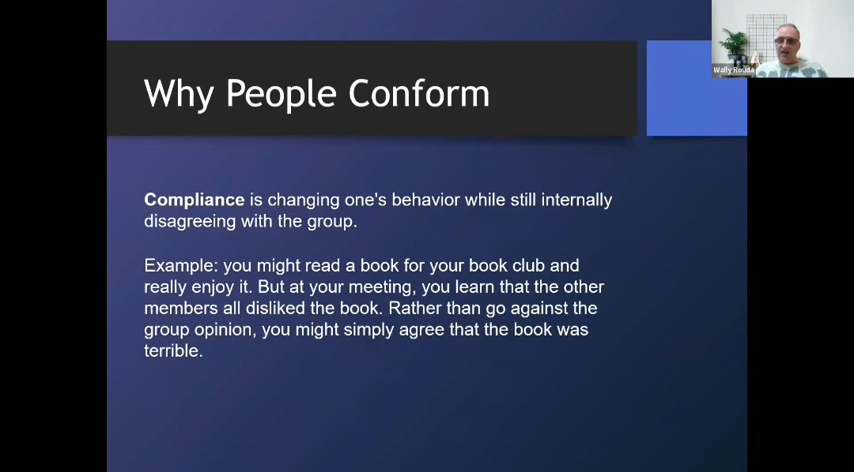 Why People Conform
Wally Rouda
Compliance is changing one's behavior while still internally
disagreeing with the group.
Example: you might read a book for your book club and
really enjoy it. But at your meeting, you learn that the other
members all disliked the book. Rather than go against the
group opinion, you might simply agree that the book was
terrible.